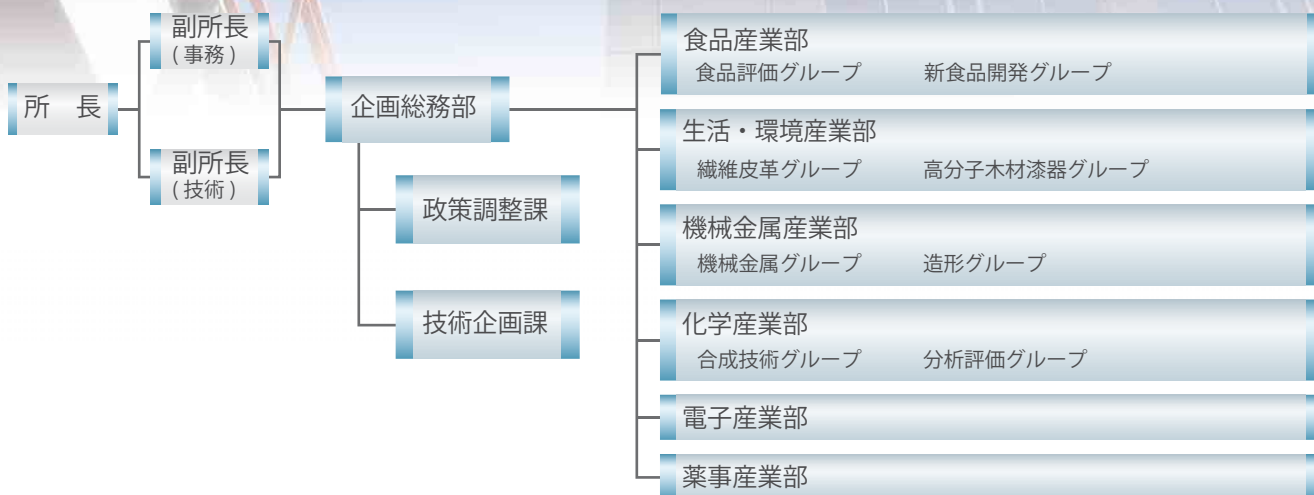 所　長
副所長
(事務)
副所長
(技術)
企画総務部
政策調整課
技術企画課
食品産業部
食品評価グループ　　新食品開発グループ
生活・環境産業部
繊維皮革グループ　　高分子木材漆器グループ
機械金属産業部
機械金属グループ　　造形グループ
化学産業部
合成技術グループ　　分析評価グループ
電子産業部
薬事産業部